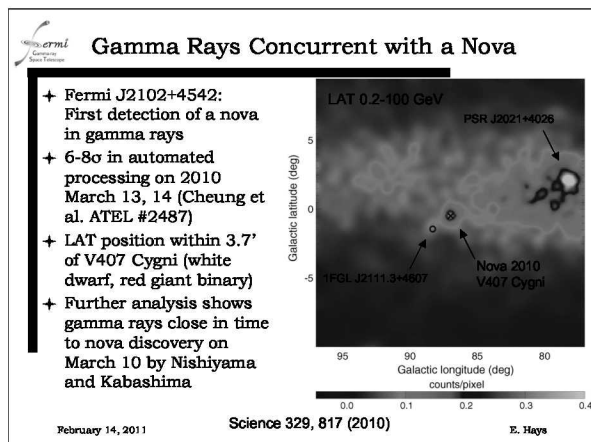 Fermi
Gamma-ray
Space Telescope
Gamma Rays Concurrent with a Nova
Fermi J2102+4542:
First detection of a nova
in gamma rays
6-8σ in automated
processing on 2010
March 13, 14 (Cheung et
al. ATEL #2487)
LAT position within 3.7’
of V407 Cygni (white
dwarf, red giant binary)
Further analysis shows
gamma rays close in time
to nova discovery on
March 10 by Nishiyama
and Kabashima
LAT 0.2-100 GeV
PSR J2021+4026
1FGL J2111.3+4607
Nova 2010
V407 Cygni
Galactic latitude (deg)
5
0
-5
95 90 85 80
Galactic longitude (deg)
counts/pixel
0.0 0.1 0.2 0.3 0.4
February 14, 2011
Science 329, 817 (2010)
E. Hays